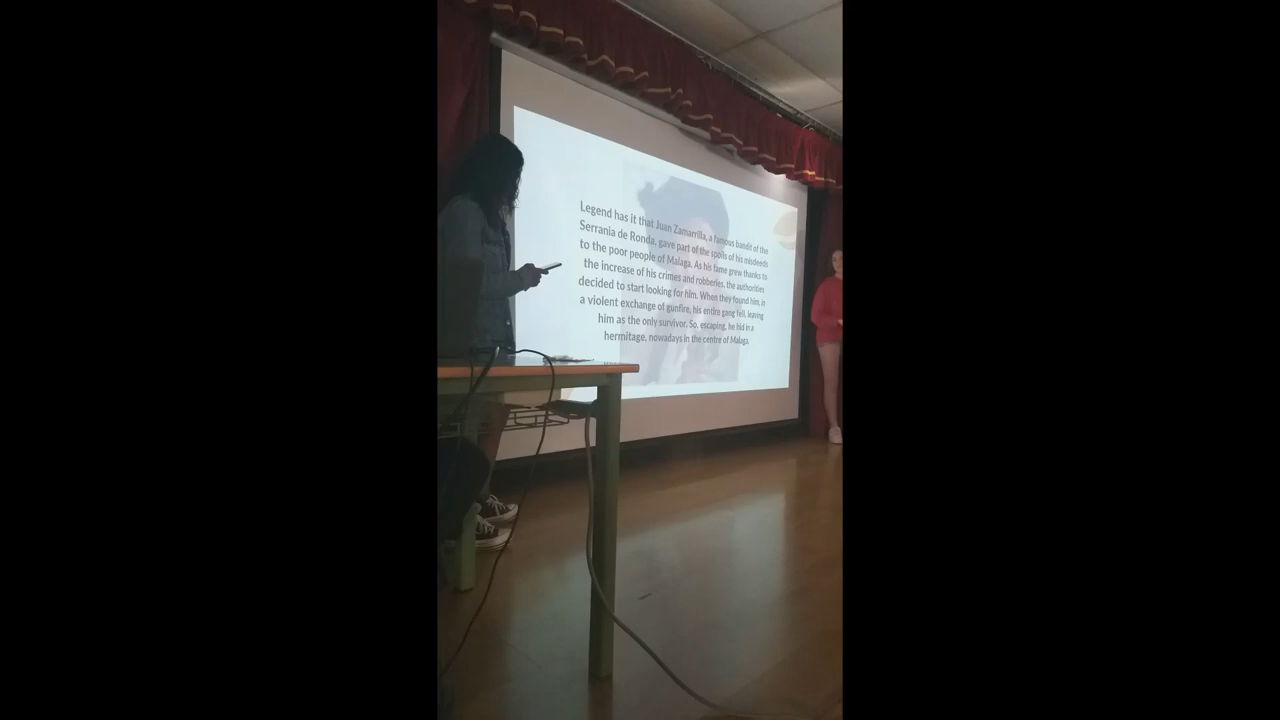 Legend has it that Juan Zamarrilla, a famous bandit of the
Serrania de Ronda, gave part of the spoils of his misdeeds
to the poor people of Malaga. As his fame grew thanks to
the increase of his crimes and robberies, the authorities
decided to start looking for him. When they found him, in
a violent exchange of gunfire, his entire gang fell, leaving
him as the only survivor. So, escaping, he hid in a
hermitage, nowadays in the centre of Malaga.